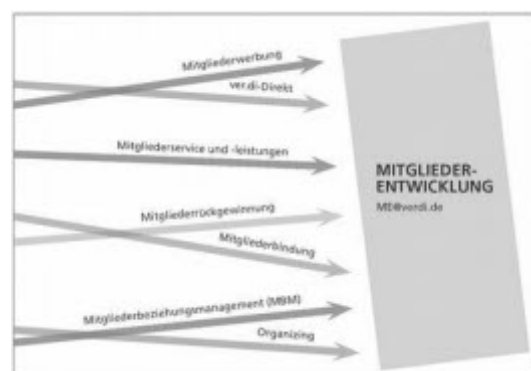 Mitgliederwerbung
ver.di-Direkt
Mitgliederservice und -leistungen
Mitgliederrückgewinnung
Mitgliederbindung
Mitgliederbeziehungsmanagement (MBM)
Organizing
MITGLIEDER-
ENTWICKLUNG
ME@verdi.de